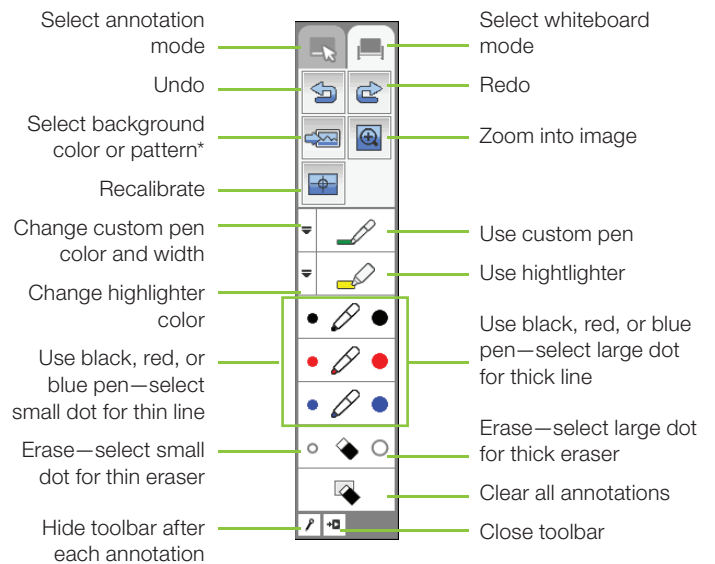 Select annotation
mode
Undo
Select background
color or pattern*
Recalibrate
Change custom pen
color and width
Change highlighter
color
Use black, red, or
blue pen—select
small dot for thin line
Erase—select small
dot for thin eraser
Hide toolbar after
each annotation
Select whiteboard
mode
Redo
Zoom into image
Use custom pen
Use hightlighter
Use black, red, or blue
pen—select large dot
for thick line
Erase—select large dot
for thick eraser
Clear all annotations
Close toolbar